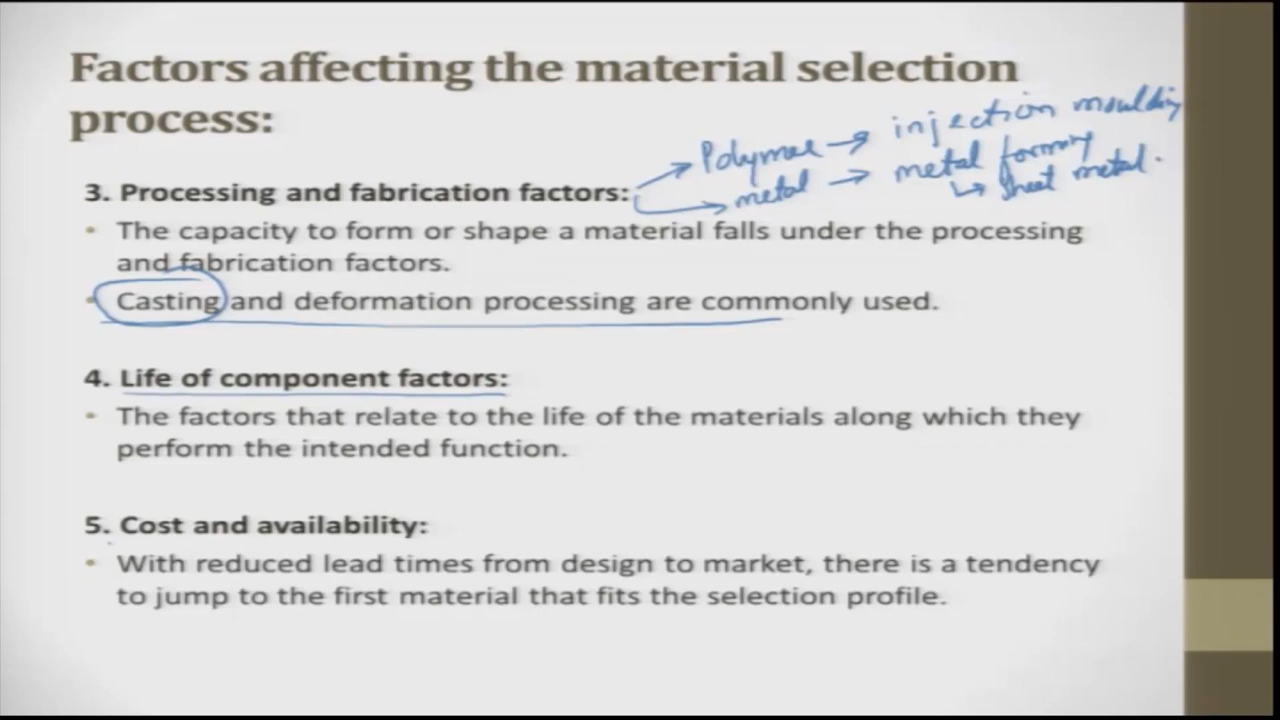 Factors affecting the material selection
process:
Polymer → injection moulding
3. Processing and fabrication factors:
metal → metal forming
↳ sheet metal.
• The capacity to form or shape a material falls under the processing
and fabrication factors.
• Casting and deformation processing are commonly used.
4. Life of component factors:
• The factors that relate to the life of the materials along which they
perform the intended function.
5. Cost and availability:
• With reduced lead times from design to market, there is a tendency
to jump to the first material that fits the selection profile.